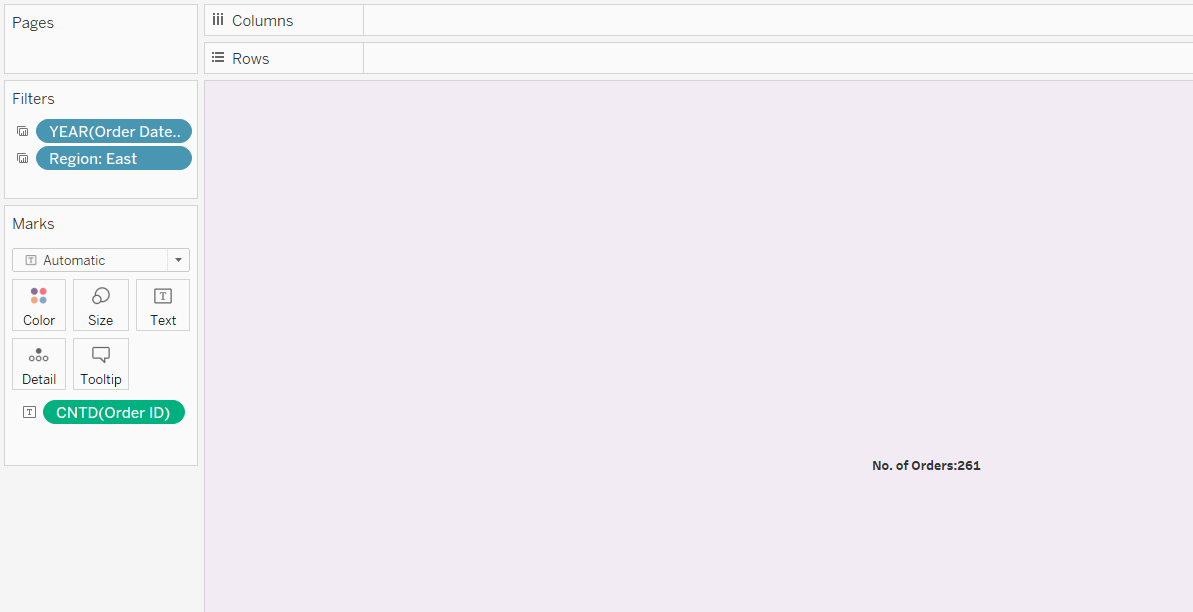 Pages
Columns
Rows
Filters
YEAR(Order Date..
Region: East
Marks
Automatic
Color
Size
Text
Detail
Tooltip
CNTD(Order ID)
No. of Orders:261